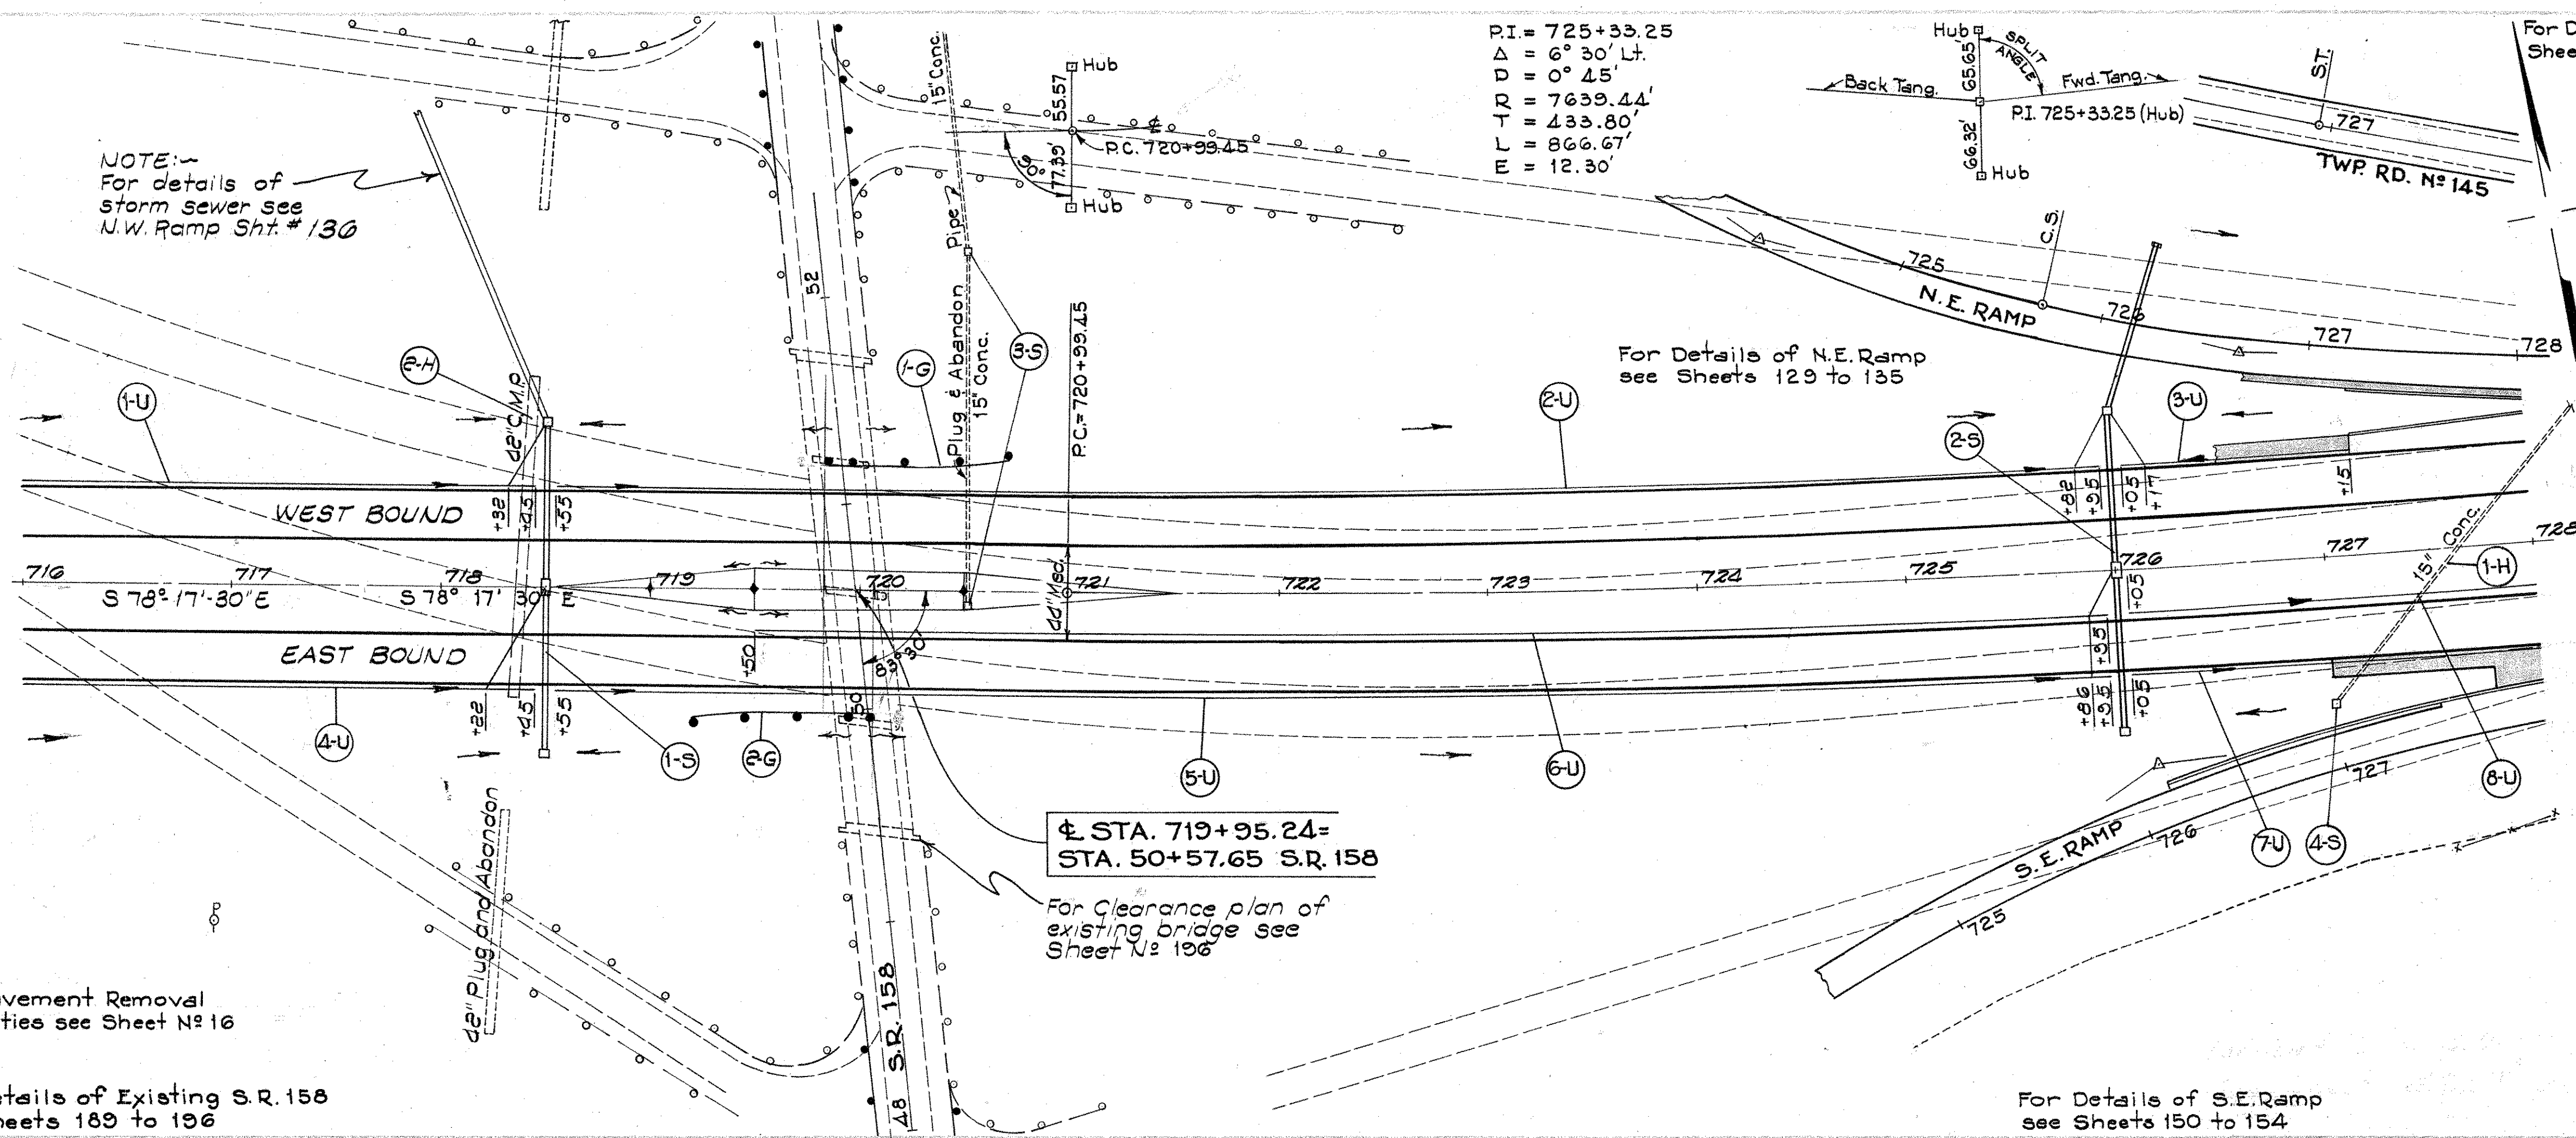 P.I. = 725+33.25
Δ = 6° 30' Lt.
D = 0° 45'
R = 7639.44'
T = 433.80'
L = 866.67'
E = 12.30'
Hub
65.65'
SPLIT
ANGLE
Back Tang.
Fwd. Tang.
P.I. 725+33.25 (Hub)
66.32'
Hub
S.T.
727
TWP. RD. Nº 145
For D
Shee
15" Conc.
Hub
55.57
℄
P.C. 720+99.45
90°
77.39'
Hub
Pipe
NOTE:~
For details of
storm sewer see
N.W. Ramp Sht. # 136
52
Plug & Abandon
15" Conc.
3-S
P.C.=720+99.45
C.S.
725
726
727
728
N.E. RAMP
For Details of N.E. Ramp
see Sheets 129 to 135
2-H
42" C.M.P.
1-G
1-U
2-U
2-S
3-U
WEST BOUND
+32
+45
+55
+82
+95
+05
+17
+15
716
717
718
719
720
721
722
723
724
725
726
727
728
S 78°-17'-30"E
S 78° 17' 30" E
44' Med.
+05
15" Conc.
1-H
EAST BOUND
+50
83° 30'
+95
50
+22
+45
+55
+86
+95
+05
4-U
1-S
2-G
5-U
6-U
7-U
4-S
8-U
℄ STA. 719+95.24=
STA. 50+57.65 S.R. 158
For Clearance plan of
existing bridge see
Sheet Nº 196
S.E. RAMP
725
726
727
42" Plug and Abandon
P
48 S.R. 158
vement Removal
ties see Sheet Nº 16
etails of Existing S.R. 158
heets 189 to 196
For Details of S.E. Ramp
see Sheets 150 to 154